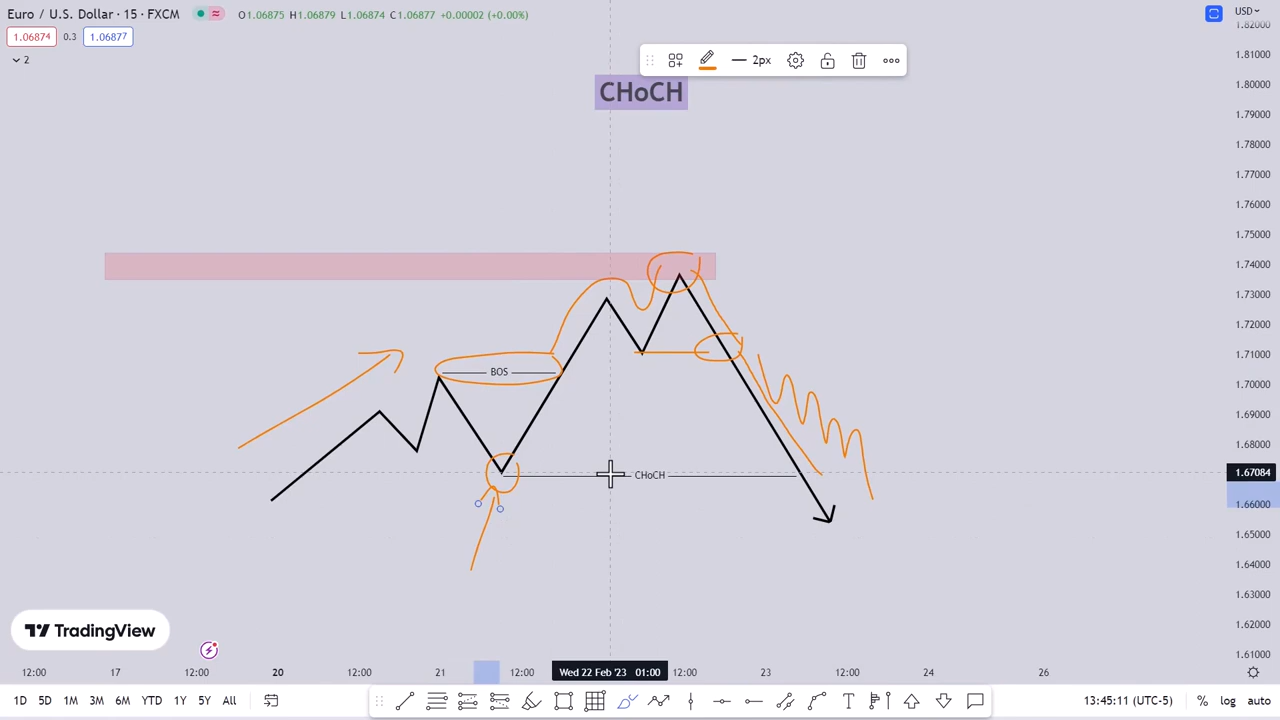 Euro / U.S. Dollar · 15 · FXCM
O1.06875 H1.06879 L1.06874 C1.06877 +0.00002 (+0.00%)
1.06874 0.3 1.06877
2
2px
CHoCH
USD
1.82000
1.81000
1.80000
1.79000
1.78000
1.77000
1.76000
1.75000
1.74000
1.73000
1.72000
1.71000
1.70000
1.69000
1.68000
1.67084
1.66000
1.65000
1.64000
1.63000
1.62000
1.61000
BOS
CHoCH
TradingView
12:00 17 12:00 20 12:00 21 12:00 Wed 22 Feb '23 01:00 12:00 23 12:00 24 26
1D 5D 1M 3M 6M YTD 1Y 5Y All
13:45:11 (UTC-5) % log auto